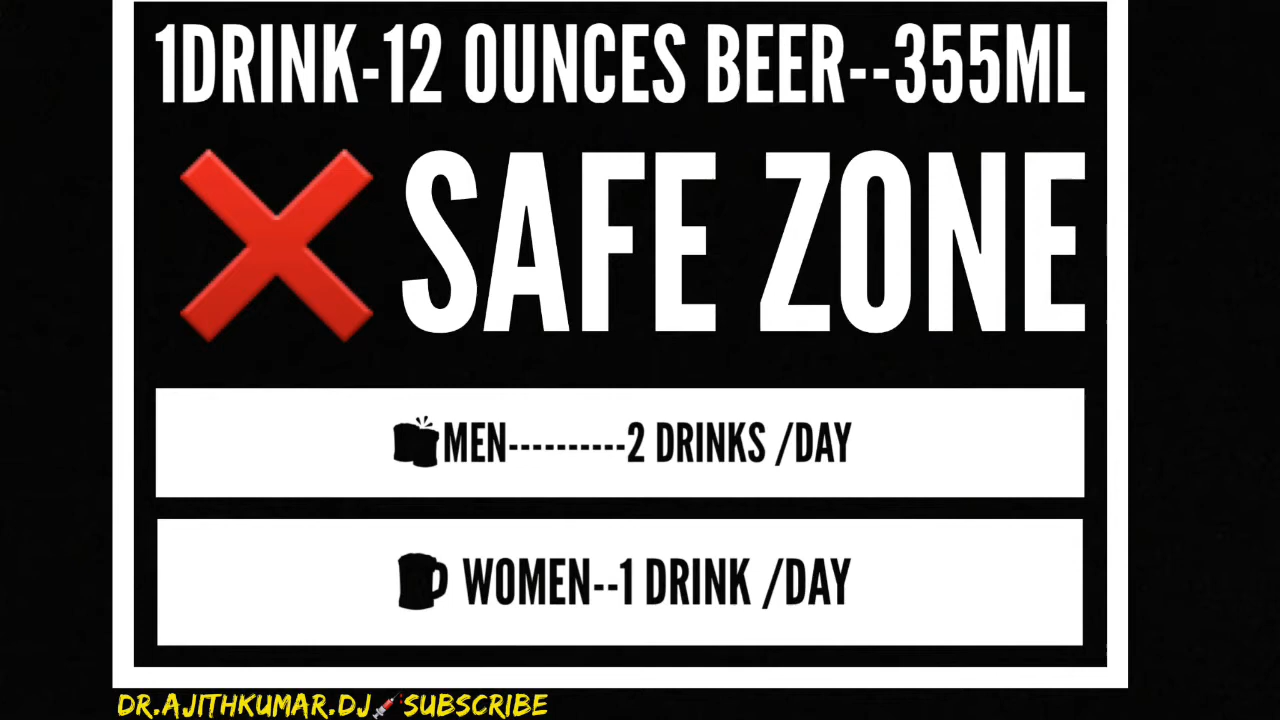 1DRINK-12 OUNCES BEER--355ML
❌ SAFE ZONE
🍻MEN----------2 DRINKS /DAY
🍺 WOMEN--1 DRINK /DAY
DR.AJITHKUMAR.DJ💉SUBSCRIBE